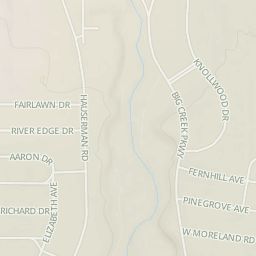 KNOLLWOOD DR
FAIRLAWN DR
HAUSERMAN RD
BIG CREEK PKWY
RIVER EDGE DR
AARON DR
FERNHILL AVE
ELIZABETH AVE
PINEGROVE AVE
RICHARD DR
W MORELAND RD